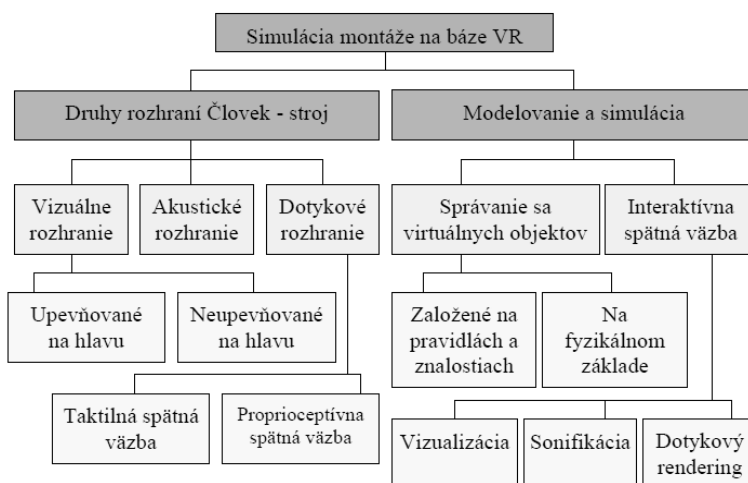 Simulácia montáže na báze VR
Druhy rozhraní Človek - stroj
Modelovanie a simulácia
Vizuálne
rozhranie
Akustické
rozhranie
Dotykové
rozhranie
Správanie sa
virtuálnych objektov
Interaktívna
spätná väzba
Upevňované
na hlavu
Neupevňované
na hlavu
Založené na
pravidlách a
znalostiach
Na
fyzikálnom
základe
Taktilná spätná
väzba
Proprioceptívna
spätná väzba
Vizualizácia
Sonifikácia
Dotykový
rendering